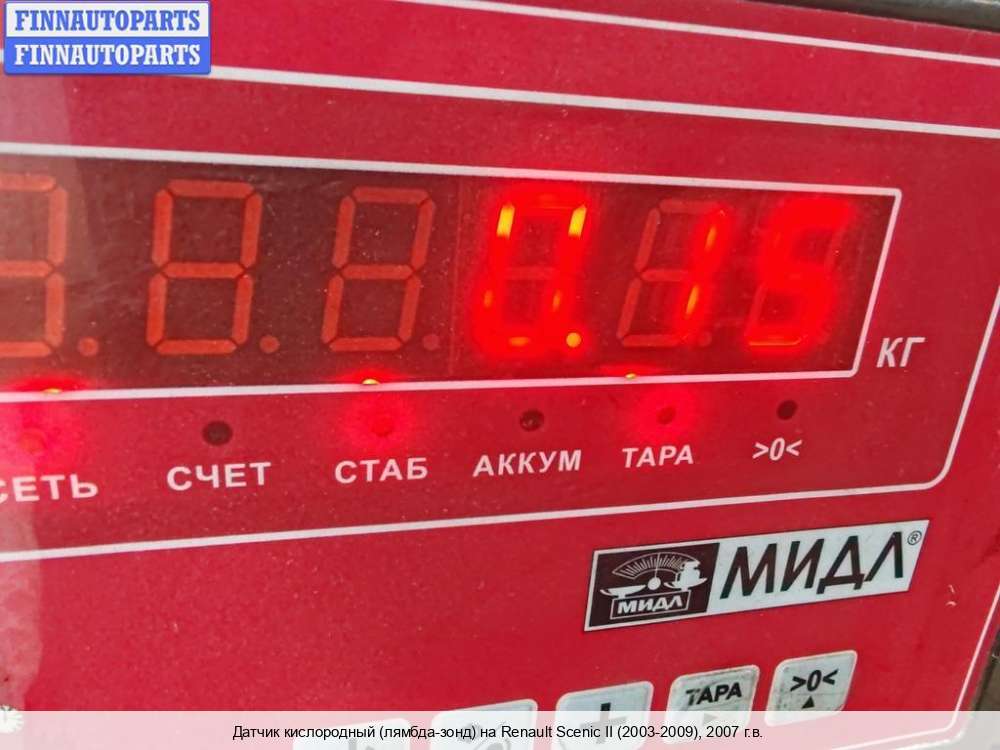 FINNAUTOPARTS
FINNAUTOPARTS
0.15
КГ
СЕТЬ СЧЕТ СТАБ АККУМ ТАРА >0<
МИДЛ МИДЛ®
ТАРА >0<
Датчик кислородный (лямбда-зонд) на Renault Scenic II (2003-2009), 2007 г.в.